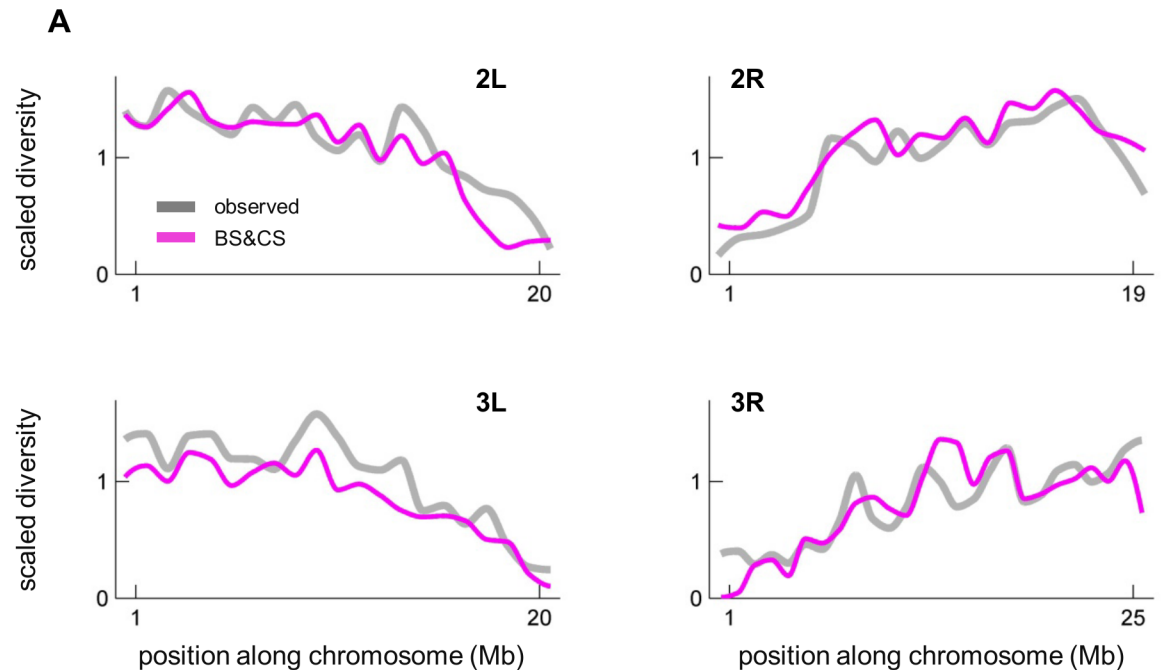 A
2L
scaled diversity
1
observed
BS&CS
0
1
20
2R
1
0
1
19
3L
scaled diversity
1
0
1
20
position along chromosome (Mb)
3R
1
0
1
25
position along chromosome (Mb)